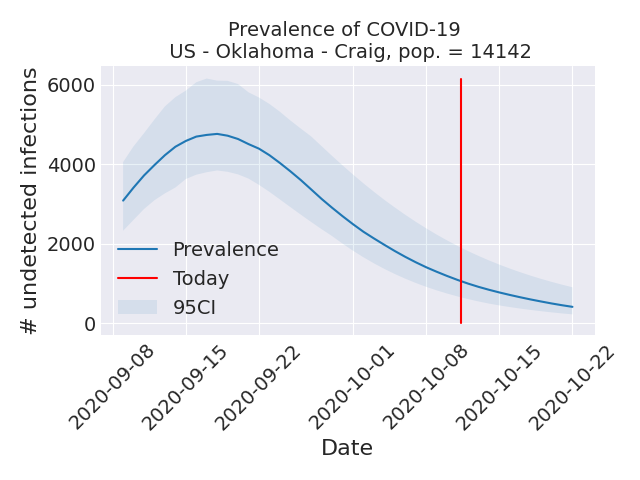 Prevalence of COVID-19
US - Oklahoma - Craig, pop. = 14142
# undetected infections
6000
4000
2000
0
Prevalence
Today
95CI
2020-09-08
2020-09-15
2020-09-22
2020-10-01
2020-10-08
2020-10-15
2020-10-22
Date